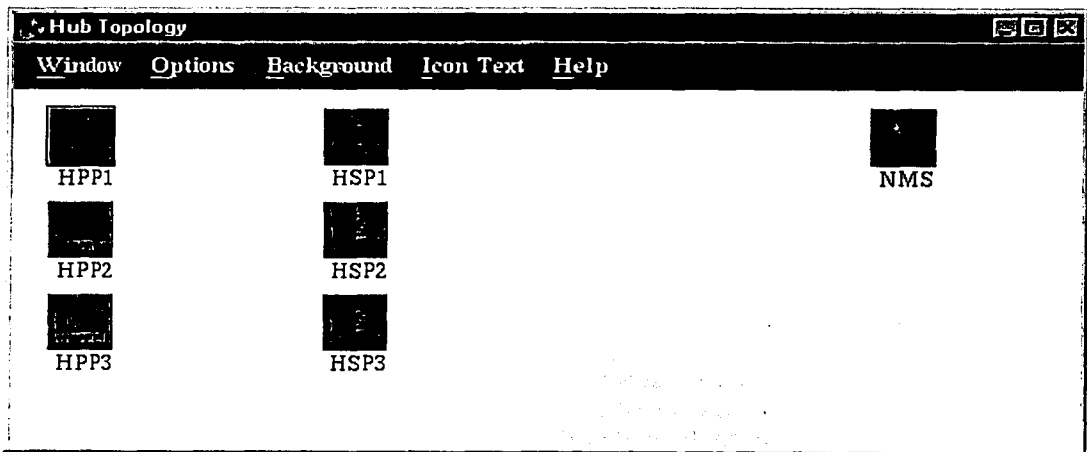 Hub Topology
Window Options Background Icon Text Help
HPP1 HSP1 NMS
HPP2 HSP2
HPP3 HSP3